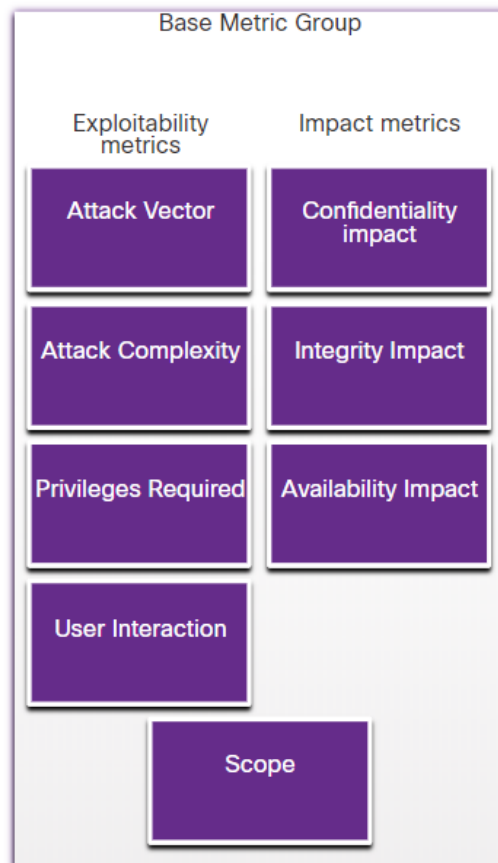 Base Metric Group
Exploitability
metrics
Impact metrics
Attack Vector
Confidentiality
impact
Attack Complexity
Integrity Impact
Privileges Required
Availability Impact
User Interaction
Scope